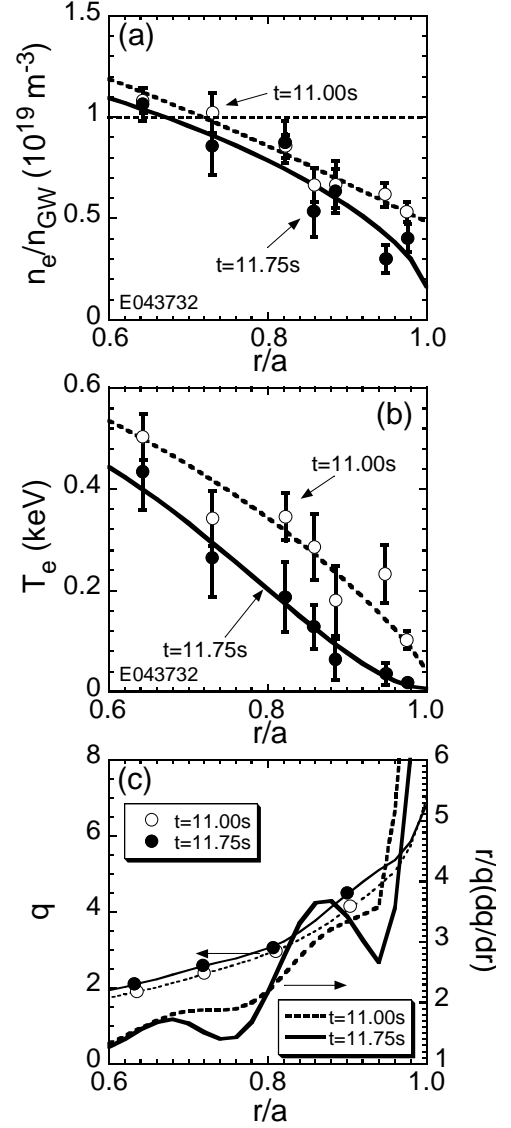 (a)
1.5
1
0.5
0
n_e/n_GW (10^19 m^-3)
t=11.00s
t=11.75s
E043732
0.6 0.8 1.0
r/a
(b)
0.6
0.4
0.2
0
T_e (keV)
t=11.00s
t=11.75s
E043732
0.6 0.8 1.0
r/a
(c)
8
6
4
2
0
q
t=11.00s
t=11.75s
6
5
4
3
2
1
r/q(dq/dr)
t=11.00s
t=11.75s
0.6 0.8 1.0
r/a